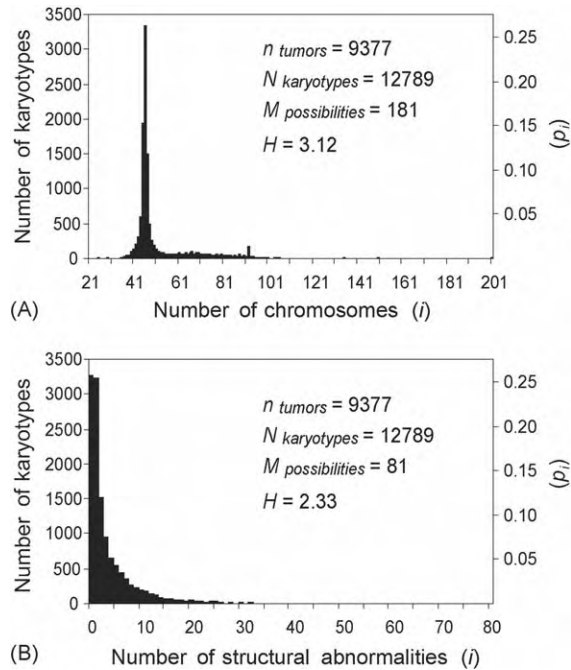 3500
3000
2500
2000
1500
1000
500
0
Number of karyotypes
n tumors = 9377
N karyotypes = 12789
M possibilities = 181
H = 3.12
0.25
0.20
0.15
0.10
0.05
(pi)
21 41 61 81 101 121 141 161 181 201
(A) Number of chromosomes (i)
3500
3000
2500
2000
1500
1000
500
0
Number of karyotypes
n tumors = 9377
N karyotypes = 12789
M possibilities = 81
H = 2.33
0.25
0.20
0.15
0.10
0.05
(pi)
0 10 20 30 40 50 60 70 80
(B) Number of structural abnormalities (i)